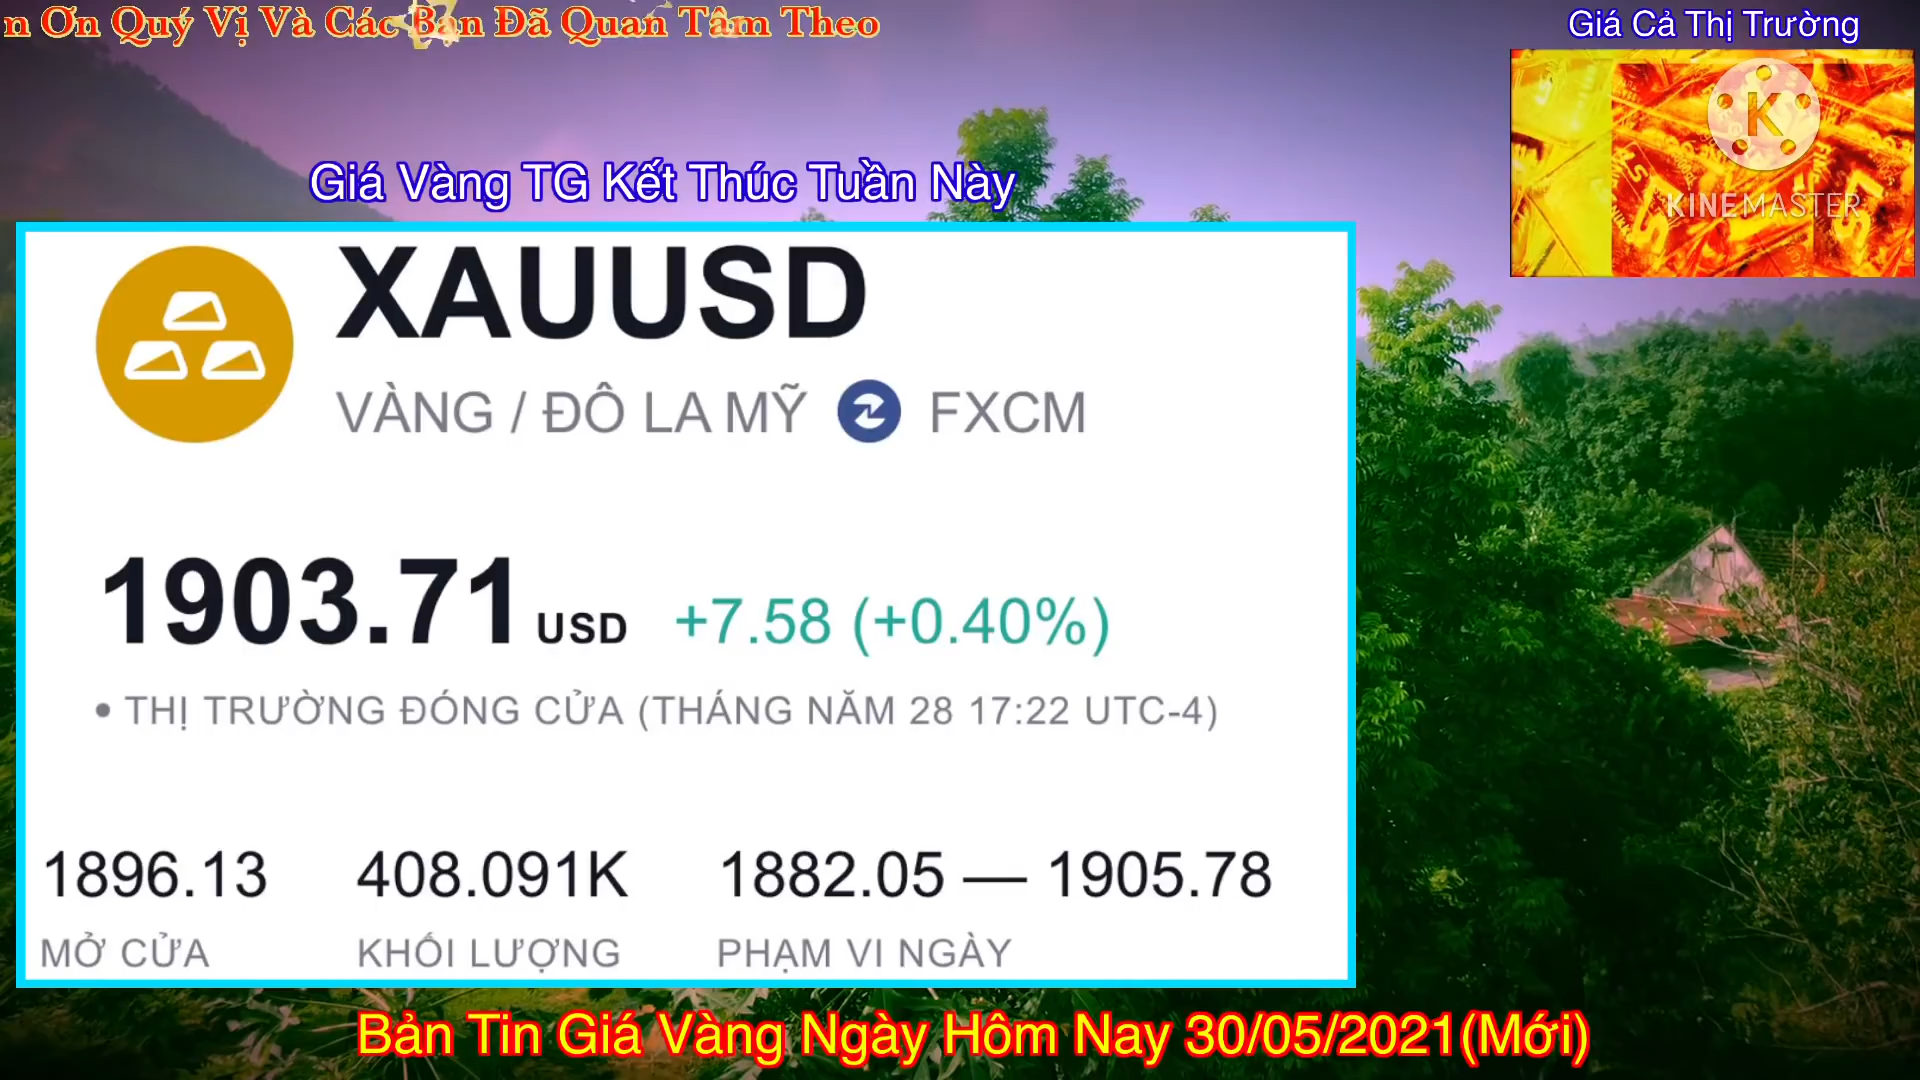 n Ơn Quý Vị Và Các Bạn Đã Quan Tâm Theo
Giá Cả Thị Trường
K
KINEMASTER
Giá Vàng TG Kết Thúc Tuần Này
XAUUSD
VÀNG / ĐÔ LA MỸ FXCM
1903.71 USD +7.58 (+0.40%)
• THỊ TRƯỜNG ĐÓNG CỬA (THÁNG NĂM 28 17:22 UTC-4)
1896.13 408.091K 1882.05 — 1905.78
MỞ CỬA KHỐI LƯỢNG PHẠM VI NGÀY
Bản Tin Giá Vàng Ngày Hôm Nay 30/05/2021(Mới)